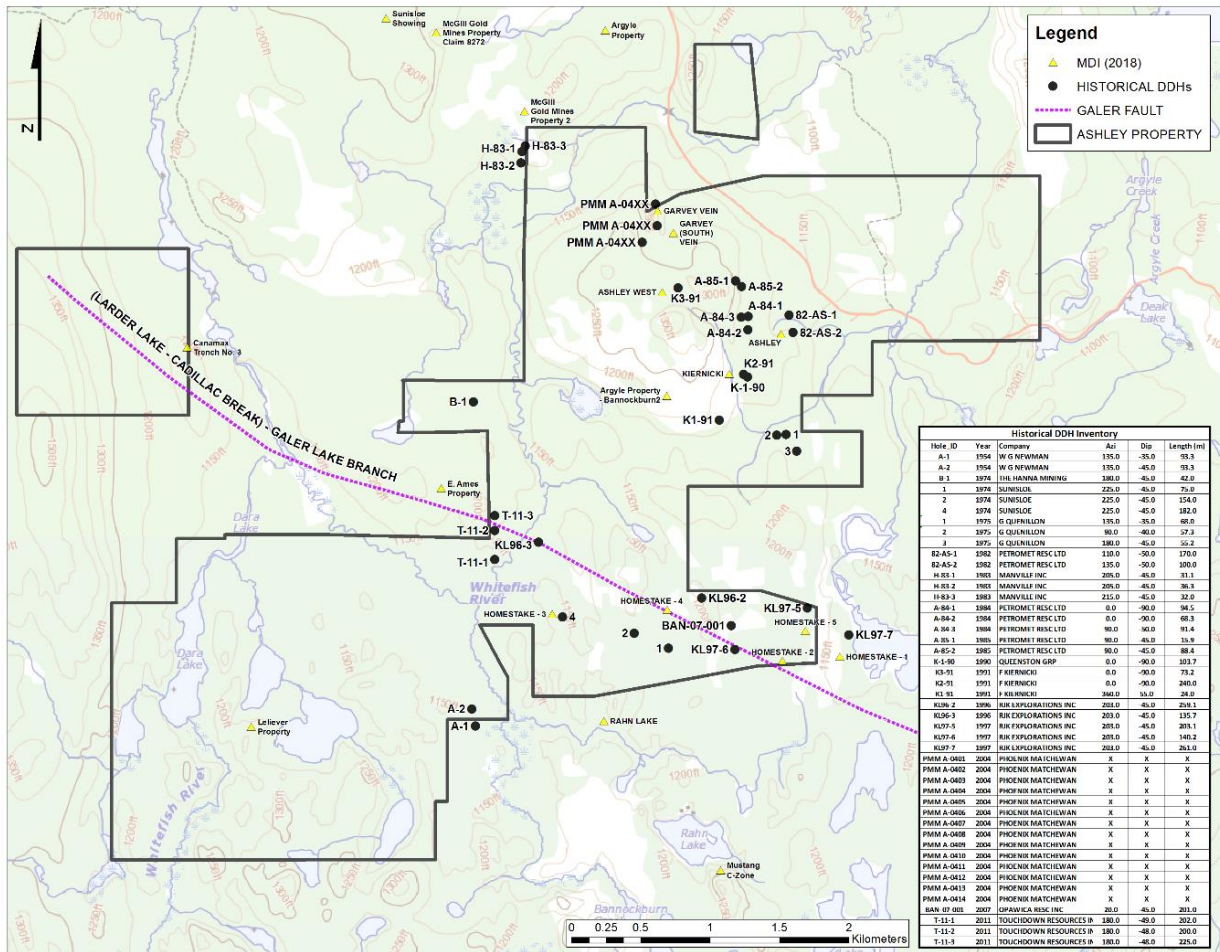 Sunisloe
Showing
McGill Gold
Mines Property
Claim 8272
Argyle
Property
Legend
MDI (2018)
HISTORICAL DDHs
GALER FAULT
ASHLEY PROPERTY
N
McGill
Gold Mines
Property 2
H-83-1
H-83-3
H-83-2
PMM A-04XX
GARVEY VEIN
PMM A-04XX
GARVEY
(SOUTH)
VEIN
PMM A-04XX
Argyle
Creek
Argyle Creek
Deak
Lake
A-85-1
A-85-2
ASHLEY WEST
K3-91
A-84-1
A-84-3
82-AS-1
A-84-2
ASHLEY
82-AS-2
KIERNICKI
K2-91
K-1-90
Argyle Property
- Bannockburn2
K1-91
2
1
3
Canamax
Trench No. 3
(LARDER LAKE - CADILLAC BREAK) - GALER LAKE BRANCH
B-1
E. Ames
Property
Dara
Lake
T-11-3
T-11-2
KL96-3
T-11-1
Whitefish
River
HOMESTAKE - 3
4
HOMESTAKE - 4
KL96-2
KL97-5
BAN-07-001
HOMESTAKE - 5
2
1
KL97-6
KL97-7
HOMESTAKE - 2
HOMESTAKE - 1
Dara
Lake
Leliever
Property
A-2
A-1
RAHN LAKE
Whitefish River
Rahn
Lake
Mustang
C-Zone
Bannockburn
0 0.25 0.5 1 1.5 2
Kilometers
Historical DDH Inventory
Hole_ID Year Company Azi Dip Length (m)
A-1 1954 W G NEWMAN 135.0 -35.0 93.3
A-2 1954 W G NEWMAN 135.0 -45.0 93.3
B-1 1974 THE HANNA MINING 180.0 -45.0 42.0
1 1974 SUNISLOE 225.0 -45.0 75.0
2 1974 SUNISLOE 225.0 -45.0 154.0
4 1974 SUNISLOE 225.0 -45.0 182.0
1 1975 G QUENILLON 135.0 -35.0 68.0
2 1975 G QUENILLON 90.0 -40.0 57.3
3 1975 G QUENILLON 180.0 -45.0 55.2
82-AS-1 1982 PETROMET RESC LTD 110.0 -50.0 170.0
82-AS-2 1982 PETROMET RESC LTD 135.0 -50.0 100.0
H-83-1 1983 MANVILLE INC 205.0 -45.0 31.1
H-83-2 1983 MANVILLE INC 205.0 -45.0 36.3
H-83-3 1983 MANVILLE INC 215.0 -45.0 32.0
A-84-1 1984 PETROMET RESC LTD 0.0 -90.0 94.5
A-84-2 1984 PETROMET RESC LTD 0.0 -90.0 68.3
A-84-3 1984 PETROMET RESC LTD 90.0 -50.0 91.4
A-85-1 1985 PETROMET RESC LTD 90.0 -45.0 15.9
A-85-2 1985 PETROMET RESC LTD 90.0 -45.0 88.4
K-1-90 1990 QUEENSTON GRP 0.0 -90.0 103.7
K3-91 1991 F KIERNICKI 0.0 -90.0 73.2
K2-91 1991 F KIERNICKI 0.0 -90.0 240.0
K1 91 1991 F KIERNICKI 360.0 55.0 24.0
KL96-2 1996 RJK EXPLORATIONS INC 203.0 -45.0 259.1
KL96-3 1996 RJK EXPLORATIONS INC 203.0 -45.0 135.7
KL97-5 1997 RJK EXPLORATIONS INC 203.0 -45.0 203.1
KL97-6 1997 RJK EXPLORATIONS INC 203.0 -45.0 140.2
KL97-7 1997 RJK EXPLORATIONS INC 203.0 -45.0 261.0
PMM A-0401 2004 PHOENIX MATCHEWAN X X X
PMM A-0402 2004 PHOENIX MATCHEWAN X X X
PMM A-0403 2004 PHOENIX MATCHEWAN X X X
PMM A-0404 2004 PHOENIX MATCHEWAN X X X
PMM A-0405 2004 PHOENIX MATCHEWAN X X X
PMM A-0406 2004 PHOENIX MATCHEWAN X X X
PMM A-0407 2004 PHOENIX MATCHEWAN X X X
PMM A-0408 2004 PHOENIX MATCHEWAN X X X
PMM A-0409 2004 PHOENIX MATCHEWAN X X X
PMM A-0410 2004 PHOENIX MATCHEWAN X X X
PMM A-0411 2004 PHOENIX MATCHEWAN X X X
PMM A-0412 2004 PHOENIX MATCHEWAN X X X
PMM A-0413 2004 PHOENIX MATCHEWAN X X X
PMM A-0414 2004 PHOENIX MATCHEWAN X X X
BAN 07 001 2007 OPAWICA RESC INC 20.0 45.0 201.0
T-11-1 2011 TOUCHDOWN RESOURCES IN 180.0 -49.0 202.0
T-11-2 2011 TOUCHDOWN RESOURCES IN 180.0 -48.0 200.0
T-11-3 2011 TOUCHDOWN RESOURCES IN 180.0 -48.0 225.0